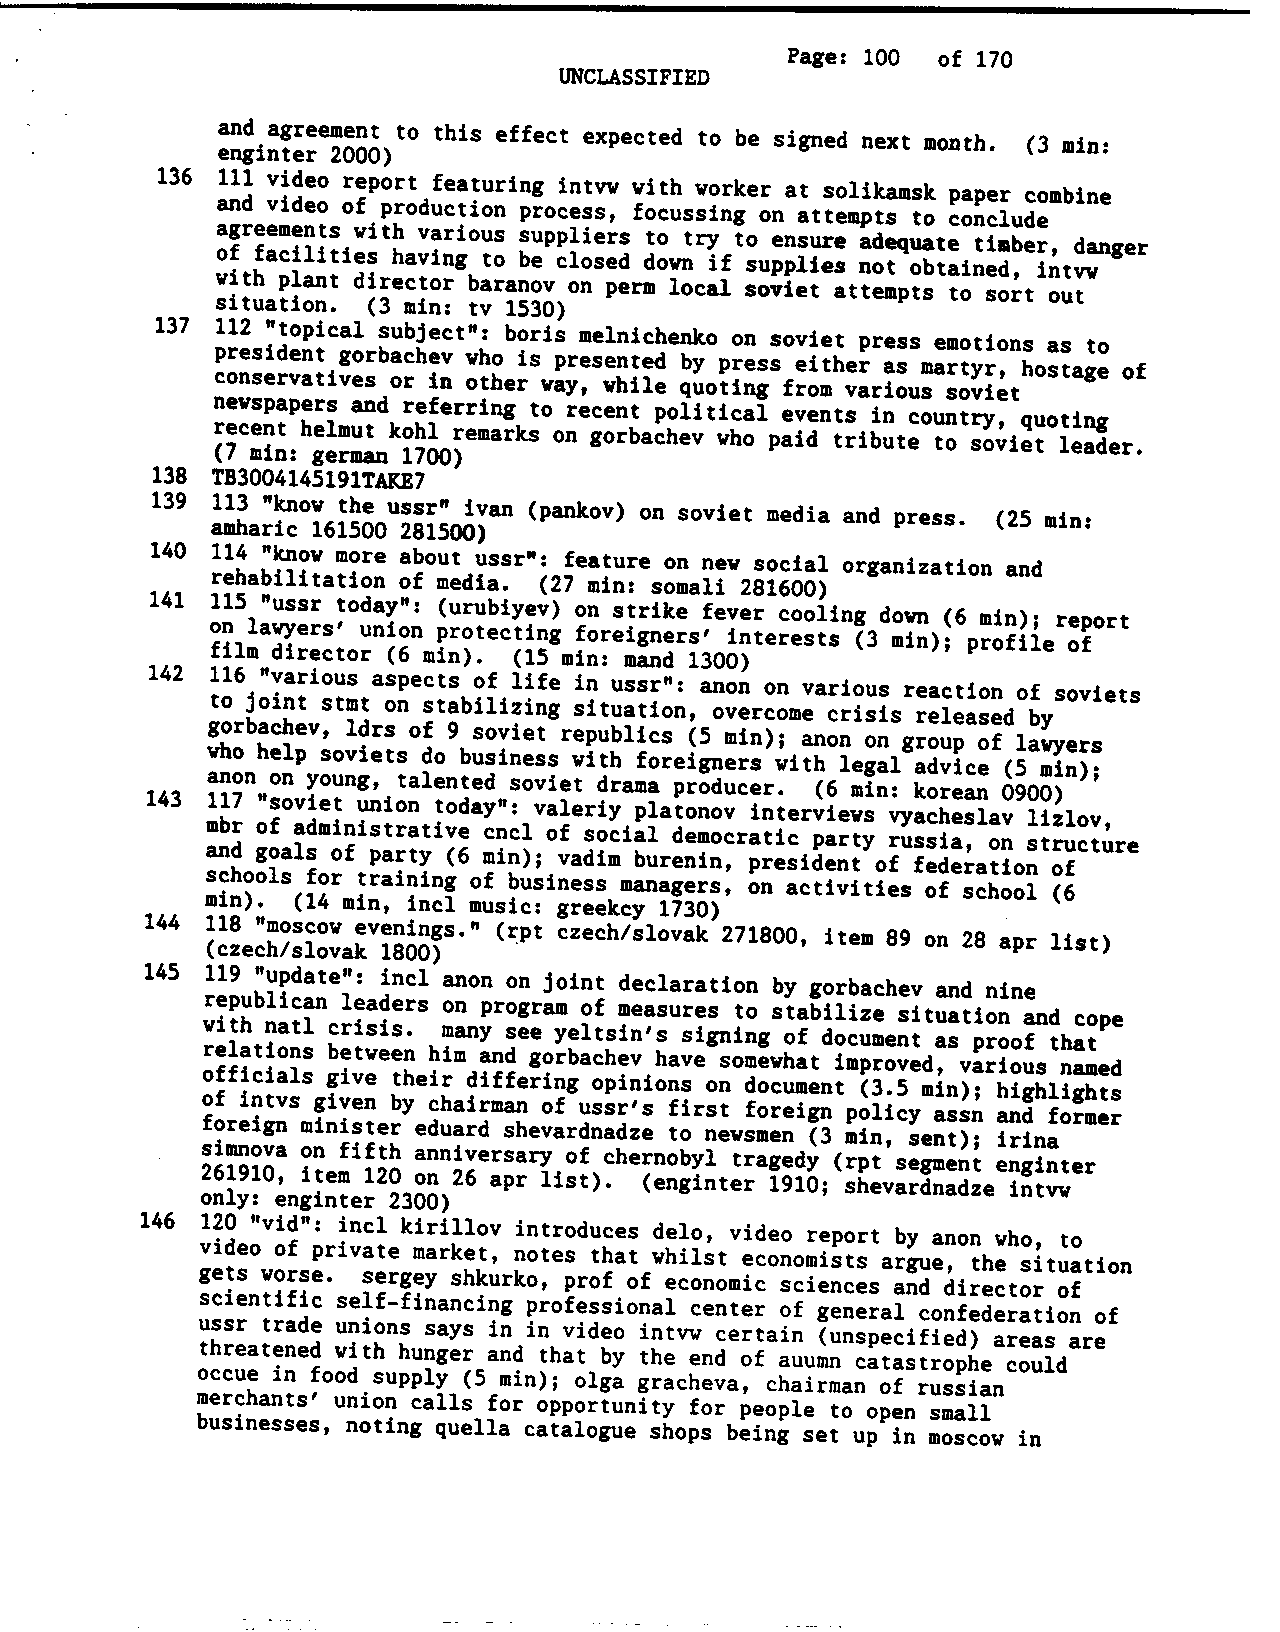 Page: 100 of 170
UNCLASSIFIED
and agreement to this effect expected to be signed next month. (3 min:
enginter 2000)
136 111 video report featuring intvw with worker at solikamsk paper combine
and video of production process, focussing on attempts to conclude
agreements with various suppliers to try to ensure adequate timber, danger
of facilities having to be closed down if supplies not obtained, intvw
with plant director baranov on perm local soviet attempts to sort out
situation. (3 min: tv 1530)
137 112 "topical subject": boris melnichenko on soviet press emotions as to
president gorbachev who is presented by press either as martyr, hostage of
conservatives or in other way, while quoting from various soviet
newspapers and referring to recent political events in country, quoting
recent helmut kohl remarks on gorbachev who paid tribute to soviet leader.
(7 min: german 1700)
138 TB3004145191TAKE7
139 113 "know the ussr" ivan (pankov) on soviet media and press. (25 min:
amharic 161500 281500)
140 114 "know more about ussr": feature on new social organization and
rehabilitation of media. (27 min: somali 281600)
141 115 "ussr today": (urubiyev) on strike fever cooling down (6 min); report
on lawyers' union protecting foreigners' interests (3 min); profile of
film director (6 min). (15 min: mand 1300)
142 116 "various aspects of life in ussr": anon on various reaction of soviets
to joint stmt on stabilizing situation, overcome crisis released by
gorbachev, ldrs of 9 soviet republics (5 min); anon on group of lawyers
who help soviets do business with foreigners with legal advice (5 min);
anon on young, talented soviet drama producer. (6 min: korean 0900)
143 117 "soviet union today": valeriy platonov interviews vyacheslav lizlov,
mbr of administrative cncl of social democratic party russia, on structure
and goals of party (6 min); vadim burenin, president of federation of
schools for training of business managers, on activities of school (6
min). (14 min, incl music: greekcy 1730)
144 118 "moscow evenings." (rpt czech/slovak 271800, item 89 on 28 apr list)
(czech/slovak 1800)
145 119 "update": incl anon on joint declaration by gorbachev and nine
republican leaders on program of measures to stabilize situation and cope
with natl crisis. many see yeltsin's signing of document as proof that
relations between him and gorbachev have somewhat improved, various named
officials give their differing opinions on document (3.5 min); highlights
of intvs given by chairman of ussr's first foreign policy assn and former
foreign minister eduard shevardnadze to newsmen (3 min, sent); irina
simnova on fifth anniversary of chernobyl tragedy (rpt segment enginter
261910, item 120 on 26 apr list). (enginter 1910; shevardnadze intvw
only: enginter 2300)
146 120 "vid": incl kirillov introduces delo, video report by anon who, to
video of private market, notes that whilst economists argue, the situation
gets worse. sergey shkurko, prof of economic sciences and director of
scientific self-financing professional center of general confederation of
ussr trade unions says in in video intvw certain (unspecified) areas are
threatened with hunger and that by the end of auumn catastrophe could
occue in food supply (5 min); olga gracheva, chairman of russian
merchants' union calls for opportunity for people to open small
businesses, noting quella catalogue shops being set up in moscow in